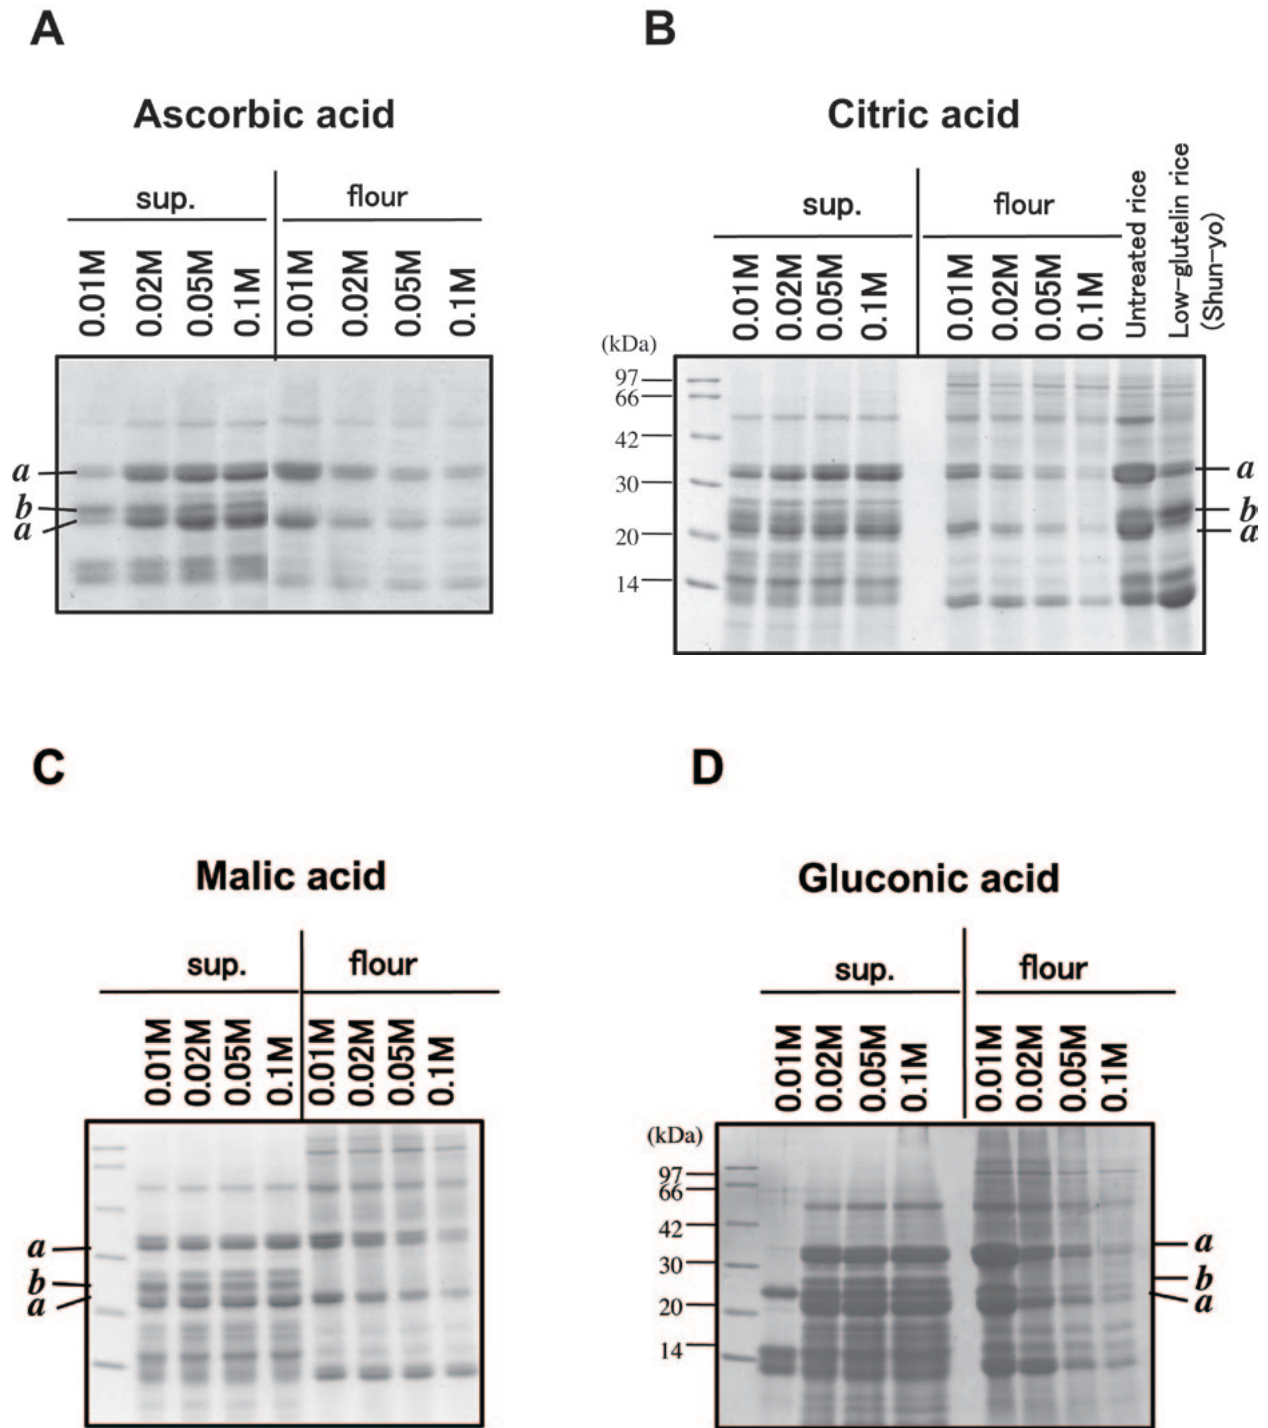 A
Ascorbic acid
sup. flour
0.01M 0.02M 0.05M 0.1M 0.01M 0.02M 0.05M 0.1M
a
b
a
B
Citric acid
sup. flour
0.01M 0.02M 0.05M 0.1M 0.01M 0.02M 0.05M 0.1M Untreated rice Low-glutelin rice (Shun-yo)
(kDa)
97
66
42
30
20
14
a
b
a
C
Malic acid
sup. flour
0.01M 0.02M 0.05M 0.1M 0.01M 0.02M 0.05M 0.1M
a
b
a
D
Gluconic acid
sup. flour
0.01M 0.02M 0.05M 0.1M 0.01M 0.02M 0.05M 0.1M
(kDa)
97
66
42
30
20
14
a
b
a